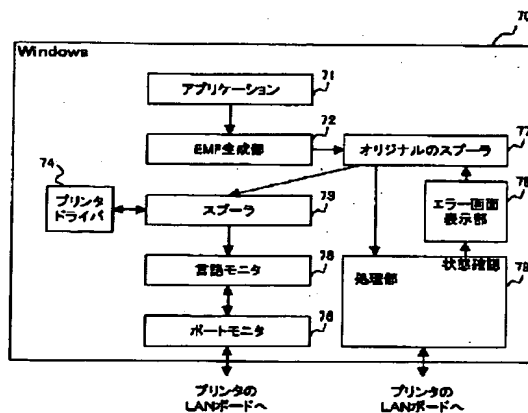 70
Windows
71
アプリケーション
72
EMF生成部
77
オリジナルのスプーラ
74
プリンタ
ドライバ
73
スプーラ
エラー画面
表示部
言語モニタ
状態確認
処理部
76
ポートモニタ
プリンタの
LANボードへ
プリンタの
LANボードへ